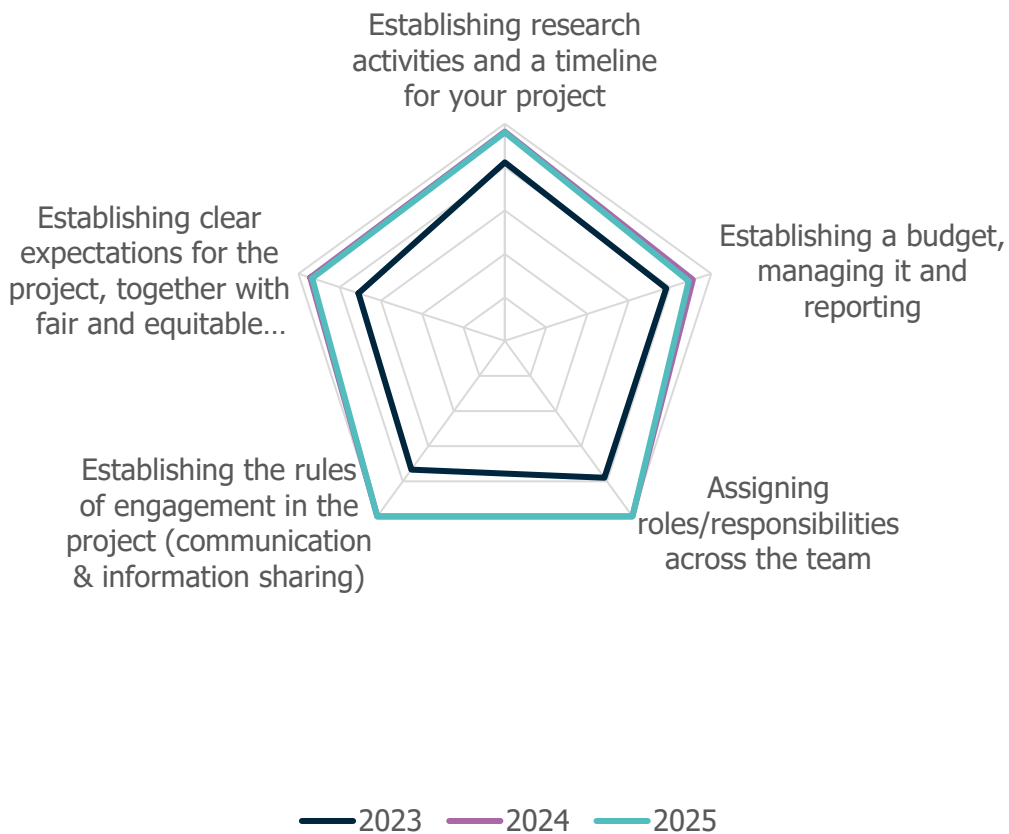 Establishing research
activities and a timeline
for your project
Establishing clear
expectations for the
project, together with
fair and equitable…
Establishing a budget,
managing it and
reporting
Establishing the rules
of engagement in the
project (communication
& information sharing)
Assigning
roles/responsibilities
across the team
2023 2024 2025